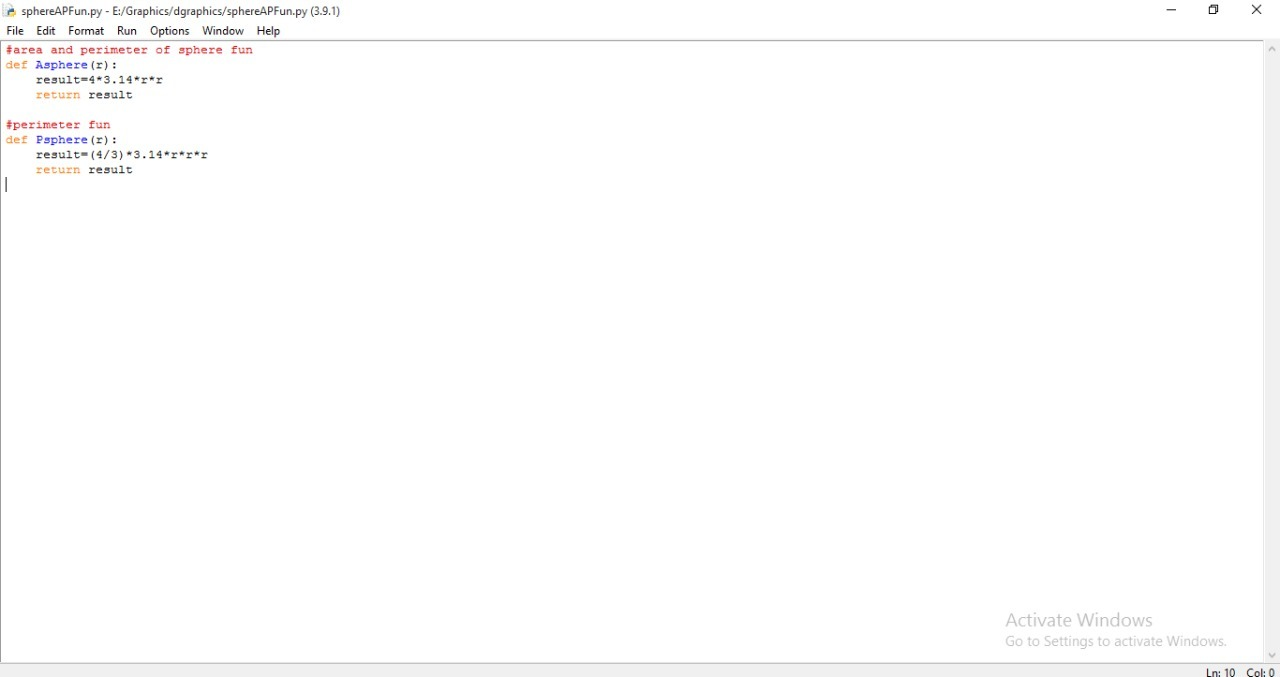 sphereAPFun.py - E:/Graphics/dgraphics/sphereAPFun.py (3.9.1)
File Edit Format Run Options Window Help
#area and perimeter of sphere fun
def Asphere(r):
    result=4*3.14*r*r
    return result
#perimeter fun
def Psphere(r):
    result=(4/3)*3.14*r*r*r
    return result
Activate Windows
Go to Settings to activate Windows.
Ln: 10 Col: 0